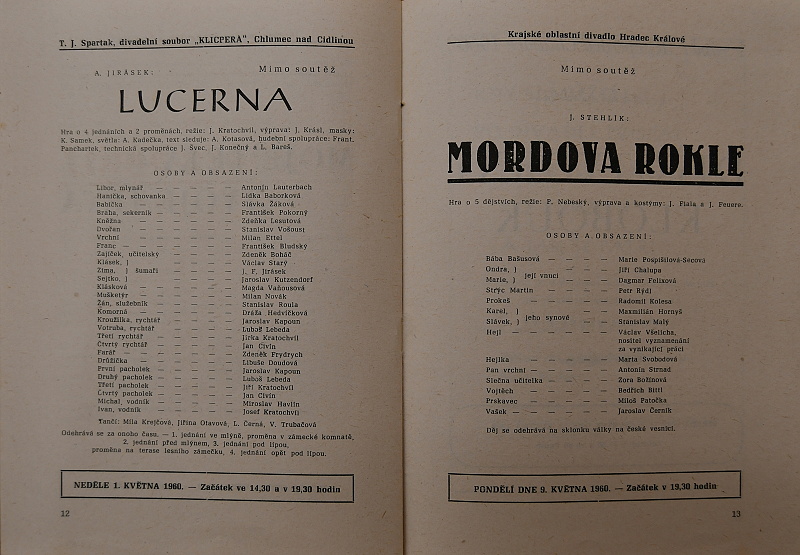 T. J. Spartak, divadelní soubor „KLICPERA", Chlumec nad Cidlinou
A. JIRÁSEK:
Mimo soutěž
LUCERNA
Hra o 4 jednáních a 2 proměnách, režie: J. Kratochvíl, výprava: J. Krásl, masky:
K. Samek, světla: A. Kadečka, text sleduje: A. Kotasová, hudební spolupráce: Frant.
Panchartek, technická spolupráce J. Švec, J. Konečný a L. Bareš.
OSOBY A OBSAZENÍ:
Libor, mlynář — — — — — Antonín Lauterbach
Hanička, schovanka — — — — Lidka Baborková
Babička — — — — — Slávka Žáková
Braha, sekerník — — — — — František Pokorný
Kněžna — — — — — Zdeňka Lesutová
Dvořan — — — — — Stanislav Vošoust
Vrchní — — — — — Milan Ettel
Franc — — — — — František Bludský
Zajíček, učitelský — — — — Zdeněk Boháč
Klásek, ) — — — — Václav Starý
Zima, ) šumaři — — — — J. F. Jirásek
Sejtko, ) — — — — Jaroslav Kutzendorf
Klásková — — — — — Magda Vaňousová
Mušketýr — — — — — Milan Novák
Žán, služebník — — — — Stanislav Roula
Komorná — — — — — Dráža Hedvičková
Kroužilka, rychtář — — — — Jaroslav Kapoun
Votruba, rychtář — — — — Luboš Lebeda
Třetí rychtář — — — — Jirka Kratochvíl
Čtvrtý rychtář — — — — Jan Civín
Farář — — — — — Zdeněk Frydrych
Družička — — — — — Libuše Doudová
První pacholek — — — — Jaroslav Kapoun
Druhý pacholek — — — — Luboš Lebeda
Třetí pacholek — — — — Jiří Kratochvíl
Čtvrtý pacholek — — — — Jan Civín
Michal, vodník — — — — Miroslav Havlín
Ivan, vodník — — — — Josef Kratochvíl
Tančí: Míla Krejčová, Jiřina Otavová, L. Černá, V. Trubačová
Odehrává se za onoho času. — 1. jednání ve mlýně, proměna v zámecké komnatě,
2. jednání před mlýnem, 3. jednání pod lípou,
proměna na terase lesního zámečku, 4. jednání opět pod lípou.
NEDĚLE 1. KVĚTNA 1960. — Začátek ve 14,30 a v 19,30 hodin
12
Krajské oblastní divadlo Hradec Králové
Mimo soutěž
J. STEHLÍK:
MORDOVA ROKLE
Hra o 5 dějstvích, režie: P. Nebeský, výprava a kostýmy: J. Fiala a J. Feuere.
OSOBY A OBSAZENÍ:
Bába Bašusová — — — — Marie Pospíšilová-Secová
Ondra, ) — — — Jiří Chalupa
její vnuci
Marie, ) — — — Dagmar Felixová
Strýc Martin — — — — Petr Rýdl
Prokeš — — — — Radomil Kolesa
Karel, ) — — — Maxmilián Hornyš
jeho synové
Slávek, ) — — — Stanislav Malý
Hejl — — — — Václav Všelicha,
nositel vyznamenání
za vynikající práci
Hejlka — — — — Marta Svobodová
Pan vrchní — — — — Antonín Strnad
Slečna učitelka — — — — Zora Božinová
Vojtěch — — — — Bedřich Bittl
Prskavec — — — — Miloš Patočka
Vašek — — — — Jaroslav Černík
Děj se odehrává na sklonku války na české vesnici.
PONDĚLÍ DNE 9. KVĚTNA 1960. — Začátek v 19,30 hodin
13